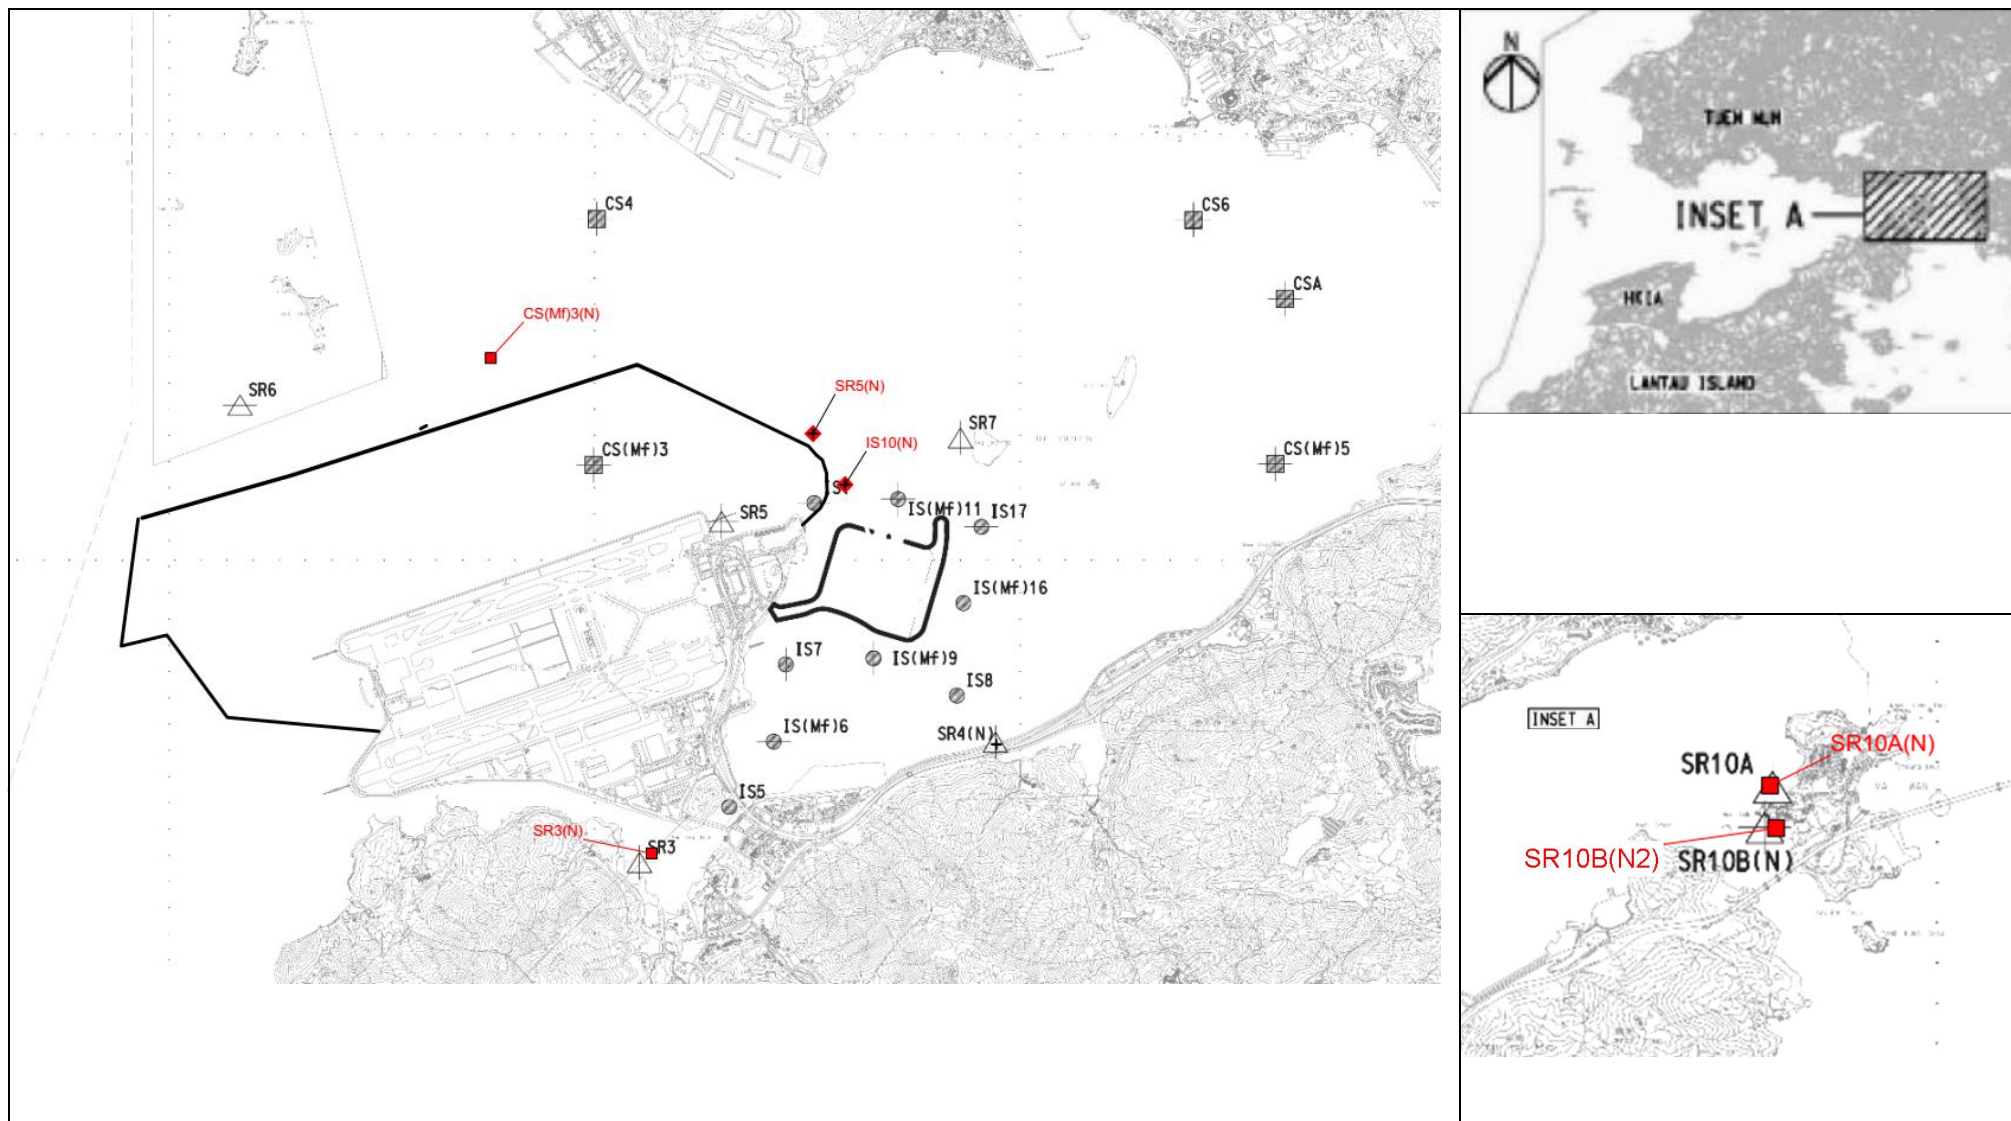 CS4
CS6
CSA
CS(Mf)3(N)
SR6
SR5(N)
SR7
IS10(N)
CS(Mf)3
CS(Mf)5
SR5
IS(Mf)11
IS17
IS(Mf)16
IS7
IS(Mf)9
IS8
IS(Mf)6
SR4(N)
IS5
SR3(N)
SR3
N
TUEN MUN
INSET A
HKIA
LANTAU ISLAND
INSET A
SR10A(N)
SR10A
MA WAN
SR10B(N2)
SR10B(N)